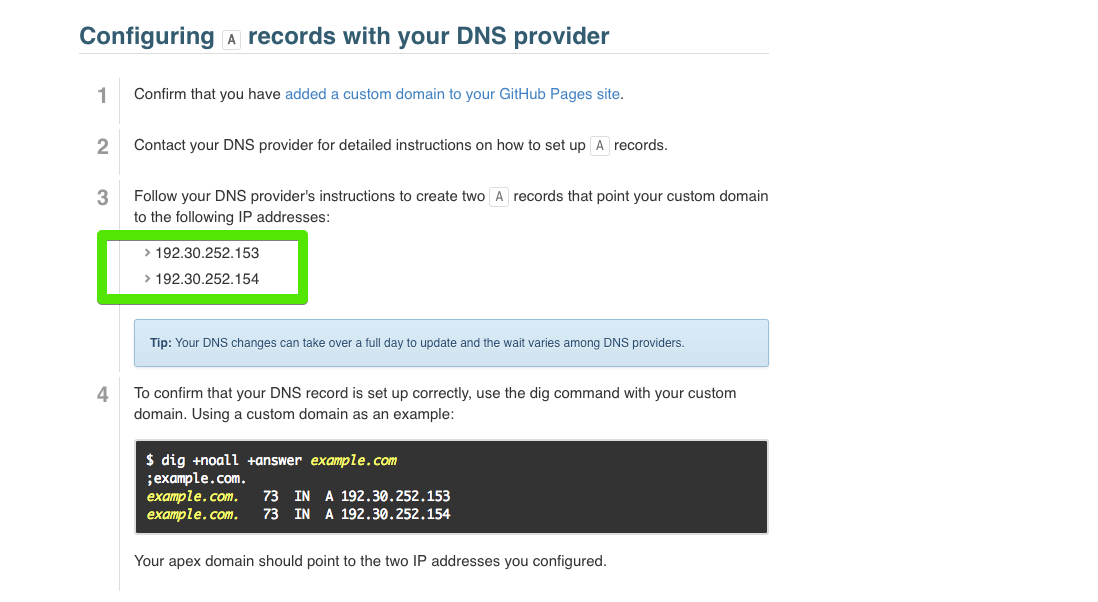 Configuring A records with your DNS provider
1 Confirm that you have added a custom domain to your GitHub Pages site.
2 Contact your DNS provider for detailed instructions on how to set up A records.
3 Follow your DNS provider's instructions to create two A records that point your custom domain
to the following IP addresses:
> 192.30.252.153
> 192.30.252.154
Tip: Your DNS changes can take over a full day to update and the wait varies among DNS providers.
4 To confirm that your DNS record is set up correctly, use the dig command with your custom
domain. Using a custom domain as an example:
$ dig +noall +answer example.com
;example.com.
example.com. 73 IN A 192.30.252.153
example.com. 73 IN A 192.30.252.154
Your apex domain should point to the two IP addresses you configured.